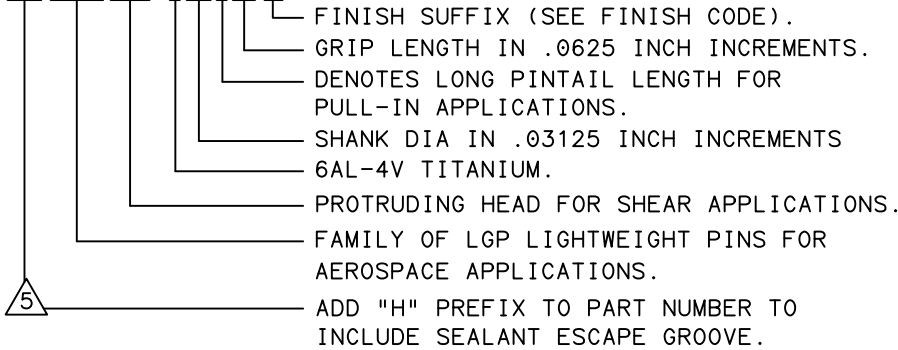 FINISH SUFFIX (SEE FINISH CODE).
GRIP LENGTH IN .0625 INCH INCREMENTS.
DENOTES LONG PINTAIL LENGTH FOR
PULL-IN APPLICATIONS.
SHANK DIA IN .03125 INCH INCREMENTS
6AL-4V TITANIUM.
PROTRUDING HEAD FOR SHEAR APPLICATIONS.
FAMILY OF LGP LIGHTWEIGHT PINS FOR
AEROSPACE APPLICATIONS.
5 ADD "H" PREFIX TO PART NUMBER TO
INCLUDE SEALANT ESCAPE GROOVE.